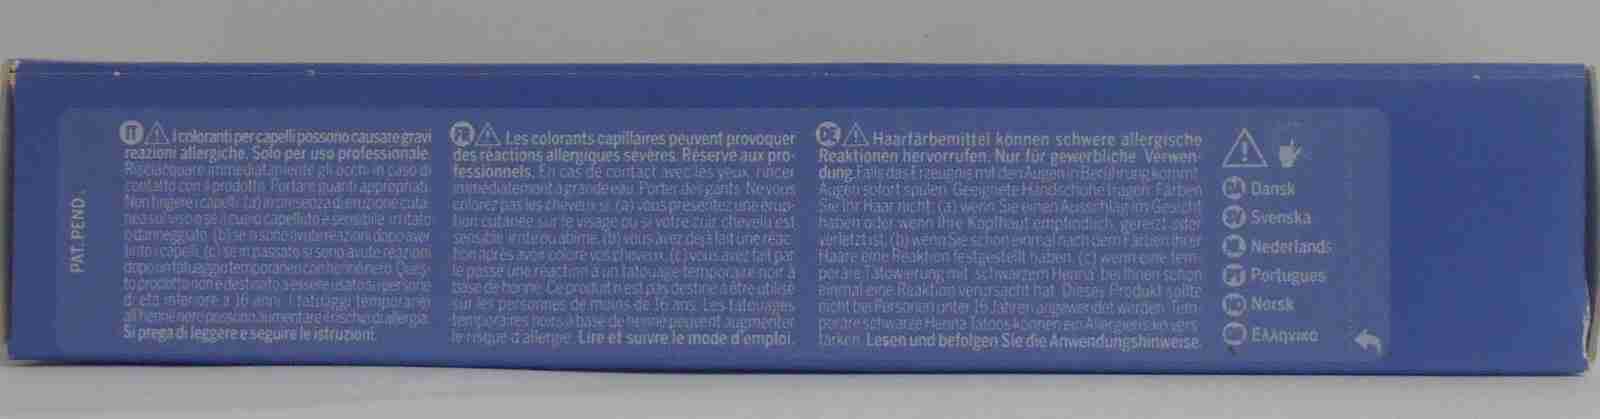 PAT. PEND.
IT I coloranti per capelli possono causare gravi
reazioni allergiche. Solo per uso professionale.
Risciacquare immediatamente gli occhi in caso di
contatto con il prodotto. Portare guanti appropriati.
Non tingere i capelli: (a) in presenza di eruzione cuta-
nea sul viso o se il cuoio capelluto è sensibile, irritato
o danneggiato, (b) se si sono avute reazioni dopo aver
tinto i capelli, (c) se in passato si sono avute reazioni
dopo un tatuaggio temporaneo con henné nero. Ques-
to prodotto non è destinato a essere usato su persone
di età inferiore a 16 anni. I tatuaggi temporanei
all'henné nero possono aumentare il rischio di allergia.
Si prega di leggere e seguire le istruzioni.
FR Les colorants capillaires peuvent provoquer
des réactions allergiques sévères. Réservé aux pro-
fessionnels. En cas de contact avec les yeux, rincer
immédiatement à grande eau. Porter des gants. Ne vous
colorez pas les cheveux si: (a) vous présentez une érup-
tion cutanée sur le visage ou si votre cuir chevelu est
sensible, irrité ou abîmé, (b) vous avez déjà fait une réac-
tion après avoir coloré vos cheveux, (c) vous avez fait par
le passé une réaction à un tatouage temporaire noir à
base de henné. Ce produit n'est pas destiné à être utilisé
sur les personnes de moins de 16 ans. Les tatouages
temporaires noirs à base de henné peuvent augmenter
le risque d'allergie. Lire et suivre le mode d'emploi.
DE Haarfärbemittel können schwere allergische
Reaktionen hervorrufen. Nur für gewerbliche Verwen-
dung. Falls das Erzeugnis mit den Augen in Berührung kommt,
Augen sofort spülen. Geeignete Handschuhe tragen. Färben
Sie Ihr Haar nicht: (a) wenn Sie einen Ausschlag im Gesicht
haben oder wenn Ihre Kopfhaut empfindlich, gereizt oder
verletzt ist, (b) wenn Sie schon einmal nach dem Färben Ihrer
Haare eine Reaktion festgestellt haben, (c) wenn eine tem-
poräre Tätowierung mit schwarzem Henna bei Ihnen schon
einmal eine Reaktion verursacht hat. Dieses Produkt sollte
nicht bei Personen unter 16 Jahren angewendet werden. Tem-
poräre schwarze Henna Tatoos können ein Allergierisiko vers-
tärken. Lesen und befolgen Sie die Anwendungshinweise.
DA Dansk
SV Svenska
NL Nederlands
PT Portugues
NO Norsk
Ελληνικα